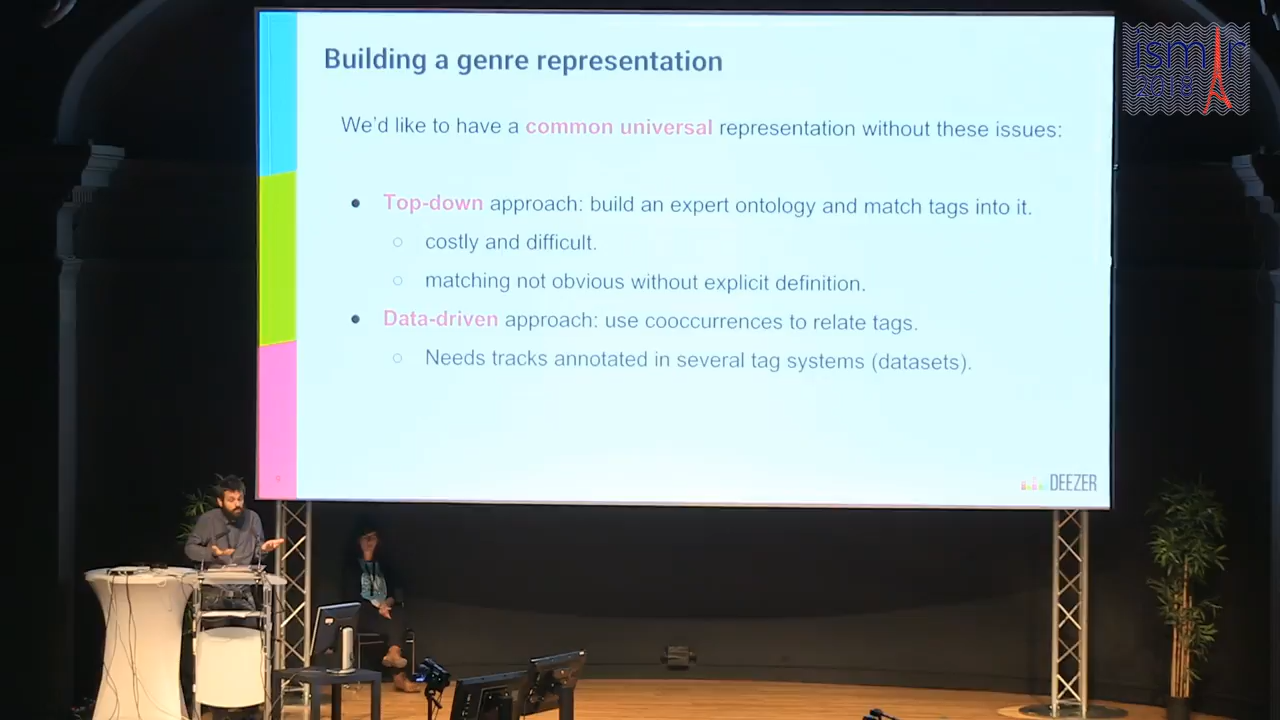 Building a genre representation
ismir
2018
We'd like to have a common universal representation without these issues:
● Top-down approach: build an expert ontology and match tags into it.
○ costly and difficult.
○ matching not obvious without explicit definition.
● Data-driven approach: use cooccurrences to relate tags.
○ Needs tracks annotated in several tag systems (datasets).
DEEZER